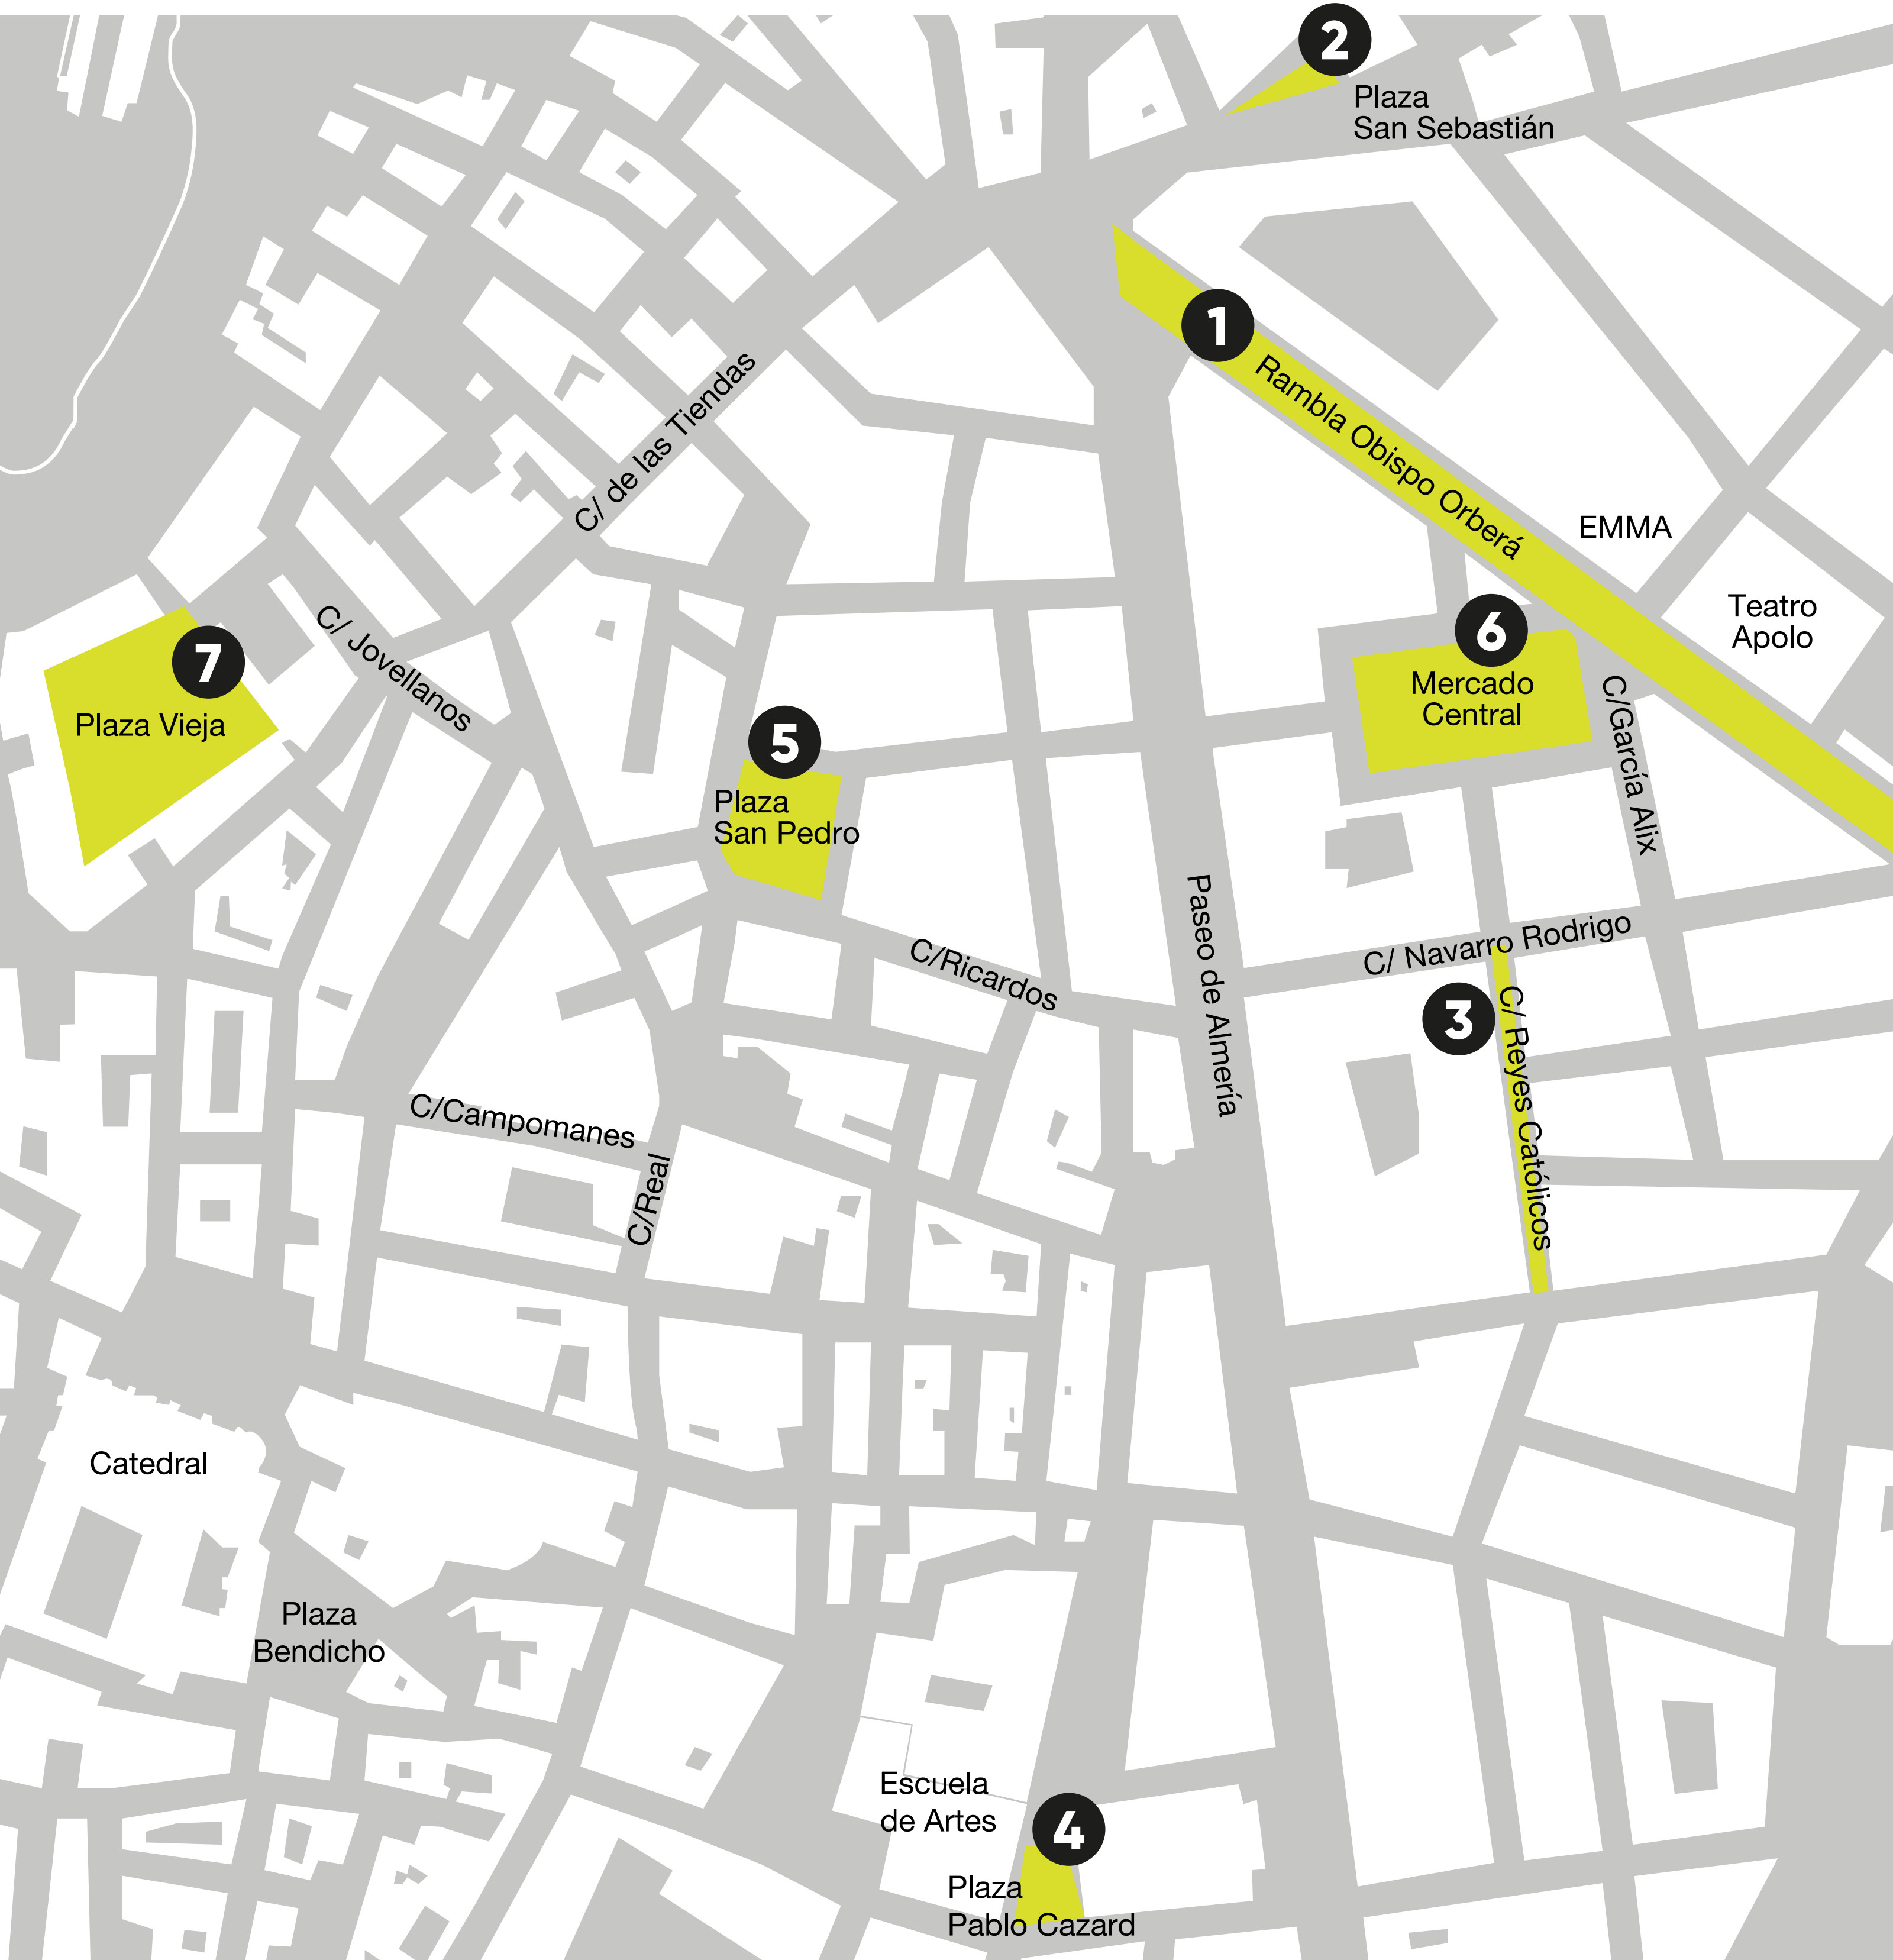 2
Plaza
San Sebastián
1
Rambla Obispo Orberá
C/ de las Tiendas
EMMA
Teatro
Apolo
6
Mercado
Central
C/García Alix
7
Plaza Vieja
C/ Jovellanos
5
Plaza
San Pedro
Paseo de Almería
C/Ricardos
C/ Navarro Rodrigo
3
C/ Reyes Católicos
C/Campomanes
C/Real
Catedral
Plaza
Bendicho
Escuela
de Artes
4
Plaza
Pablo Cazard